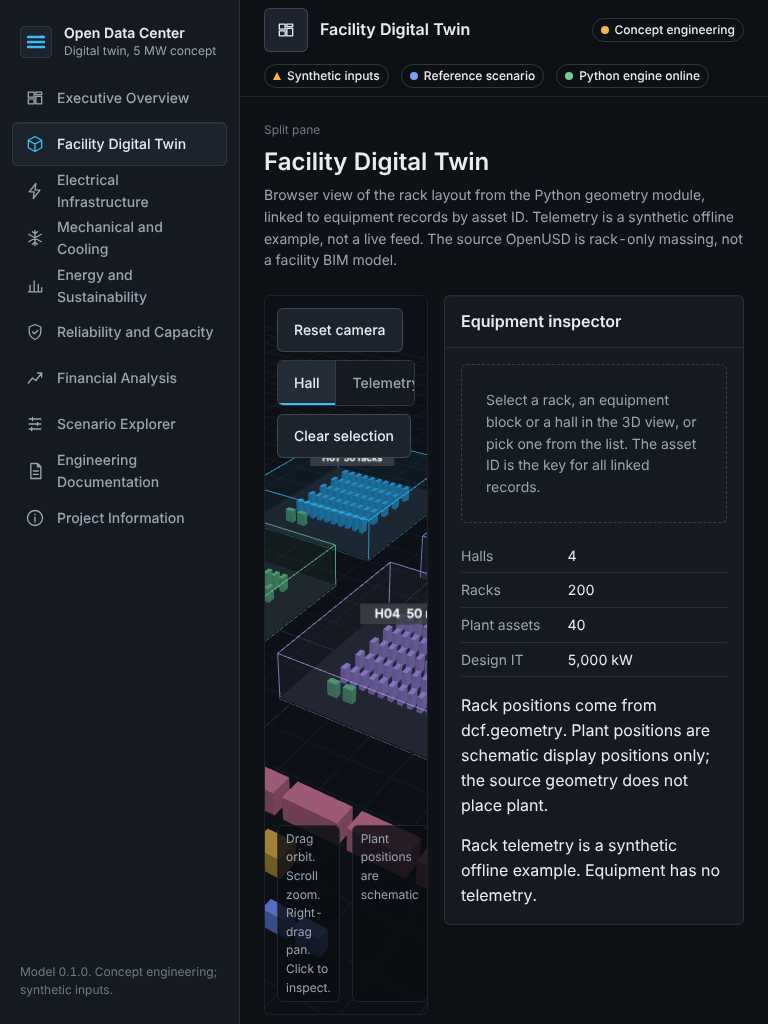 Open Data Center
Digital twin, 5 MW concept
Executive Overview
Facility Digital Twin
Electrical
Infrastructure
Mechanical and
Cooling
Energy and
Sustainability
Reliability and Capacity
Financial Analysis
Scenario Explorer
Engineering
Documentation
Project Information
Model 0.1.0. Concept engineering;
synthetic inputs.
Facility Digital Twin
Concept engineering
Synthetic inputs
Reference scenario
Python engine online
Split pane
Facility Digital Twin
Browser view of the rack layout from the Python geometry module,
linked to equipment records by asset ID. Telemetry is a synthetic offline
example, not a live feed. The source OpenUSD is rack-only massing, not
a facility BIM model.
Reset camera
Hall
Telemetry
Clear selection
H01 50 racks
H04 50
Drag
orbit.
Scroll
zoom.
Right-
drag
pan.
Click to
inspect.
Plant
positions
are
schematic
Equipment inspector
Select a rack, an equipment
block or a hall in the 3D view, or
pick one from the list. The asset
ID is the key for all linked
records.
Halls 4
Racks 200
Plant assets 40
Design IT 5,000 kW
Rack positions come from
dcf.geometry. Plant positions are
schematic display positions only;
the source geometry does not
place plant.
Rack telemetry is a synthetic
offline example. Equipment has no
telemetry.